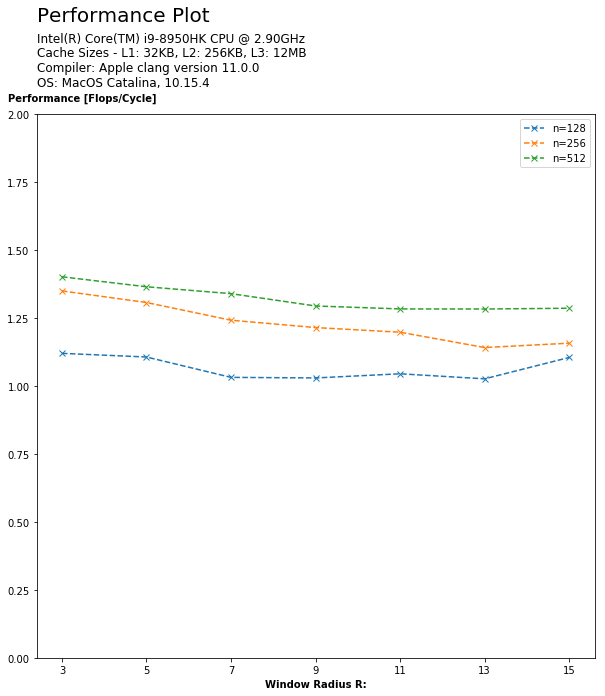 Performance Plot
Intel(R) Core(TM) i9-8950HK CPU @ 2.90GHz
Cache Sizes - L1: 32KB, L2: 256KB, L3: 12MB
Compiler: Apple clang version 11.0.0
OS: MacOS Catalina, 10.15.4
Performance [Flops/Cycle]
2.00
1.75
1.50
1.25
1.00
0.75
0.50
0.25
0.00
n=128
n=256
n=512
3 5 7 9 11 13 15
Window Radius R: